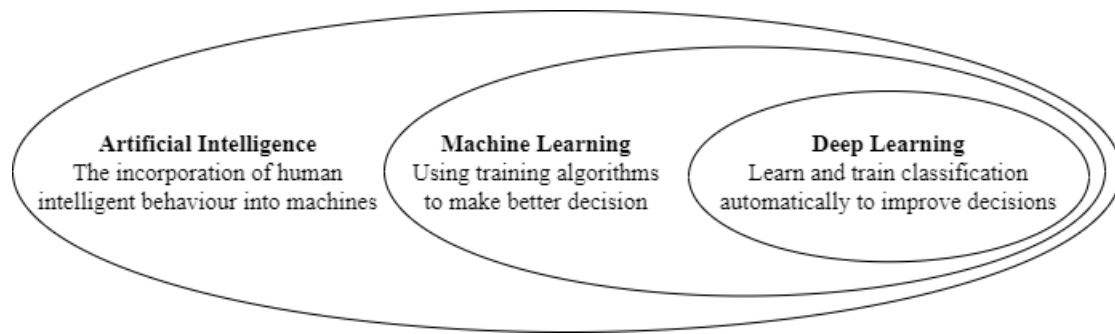 Artificial Intelligence
The incorporation of human
intelligent behaviour into machines
Machine Learning
Using training algorithms
to make better decision
Deep Learning
Learn and train classification
automatically to improve decisions